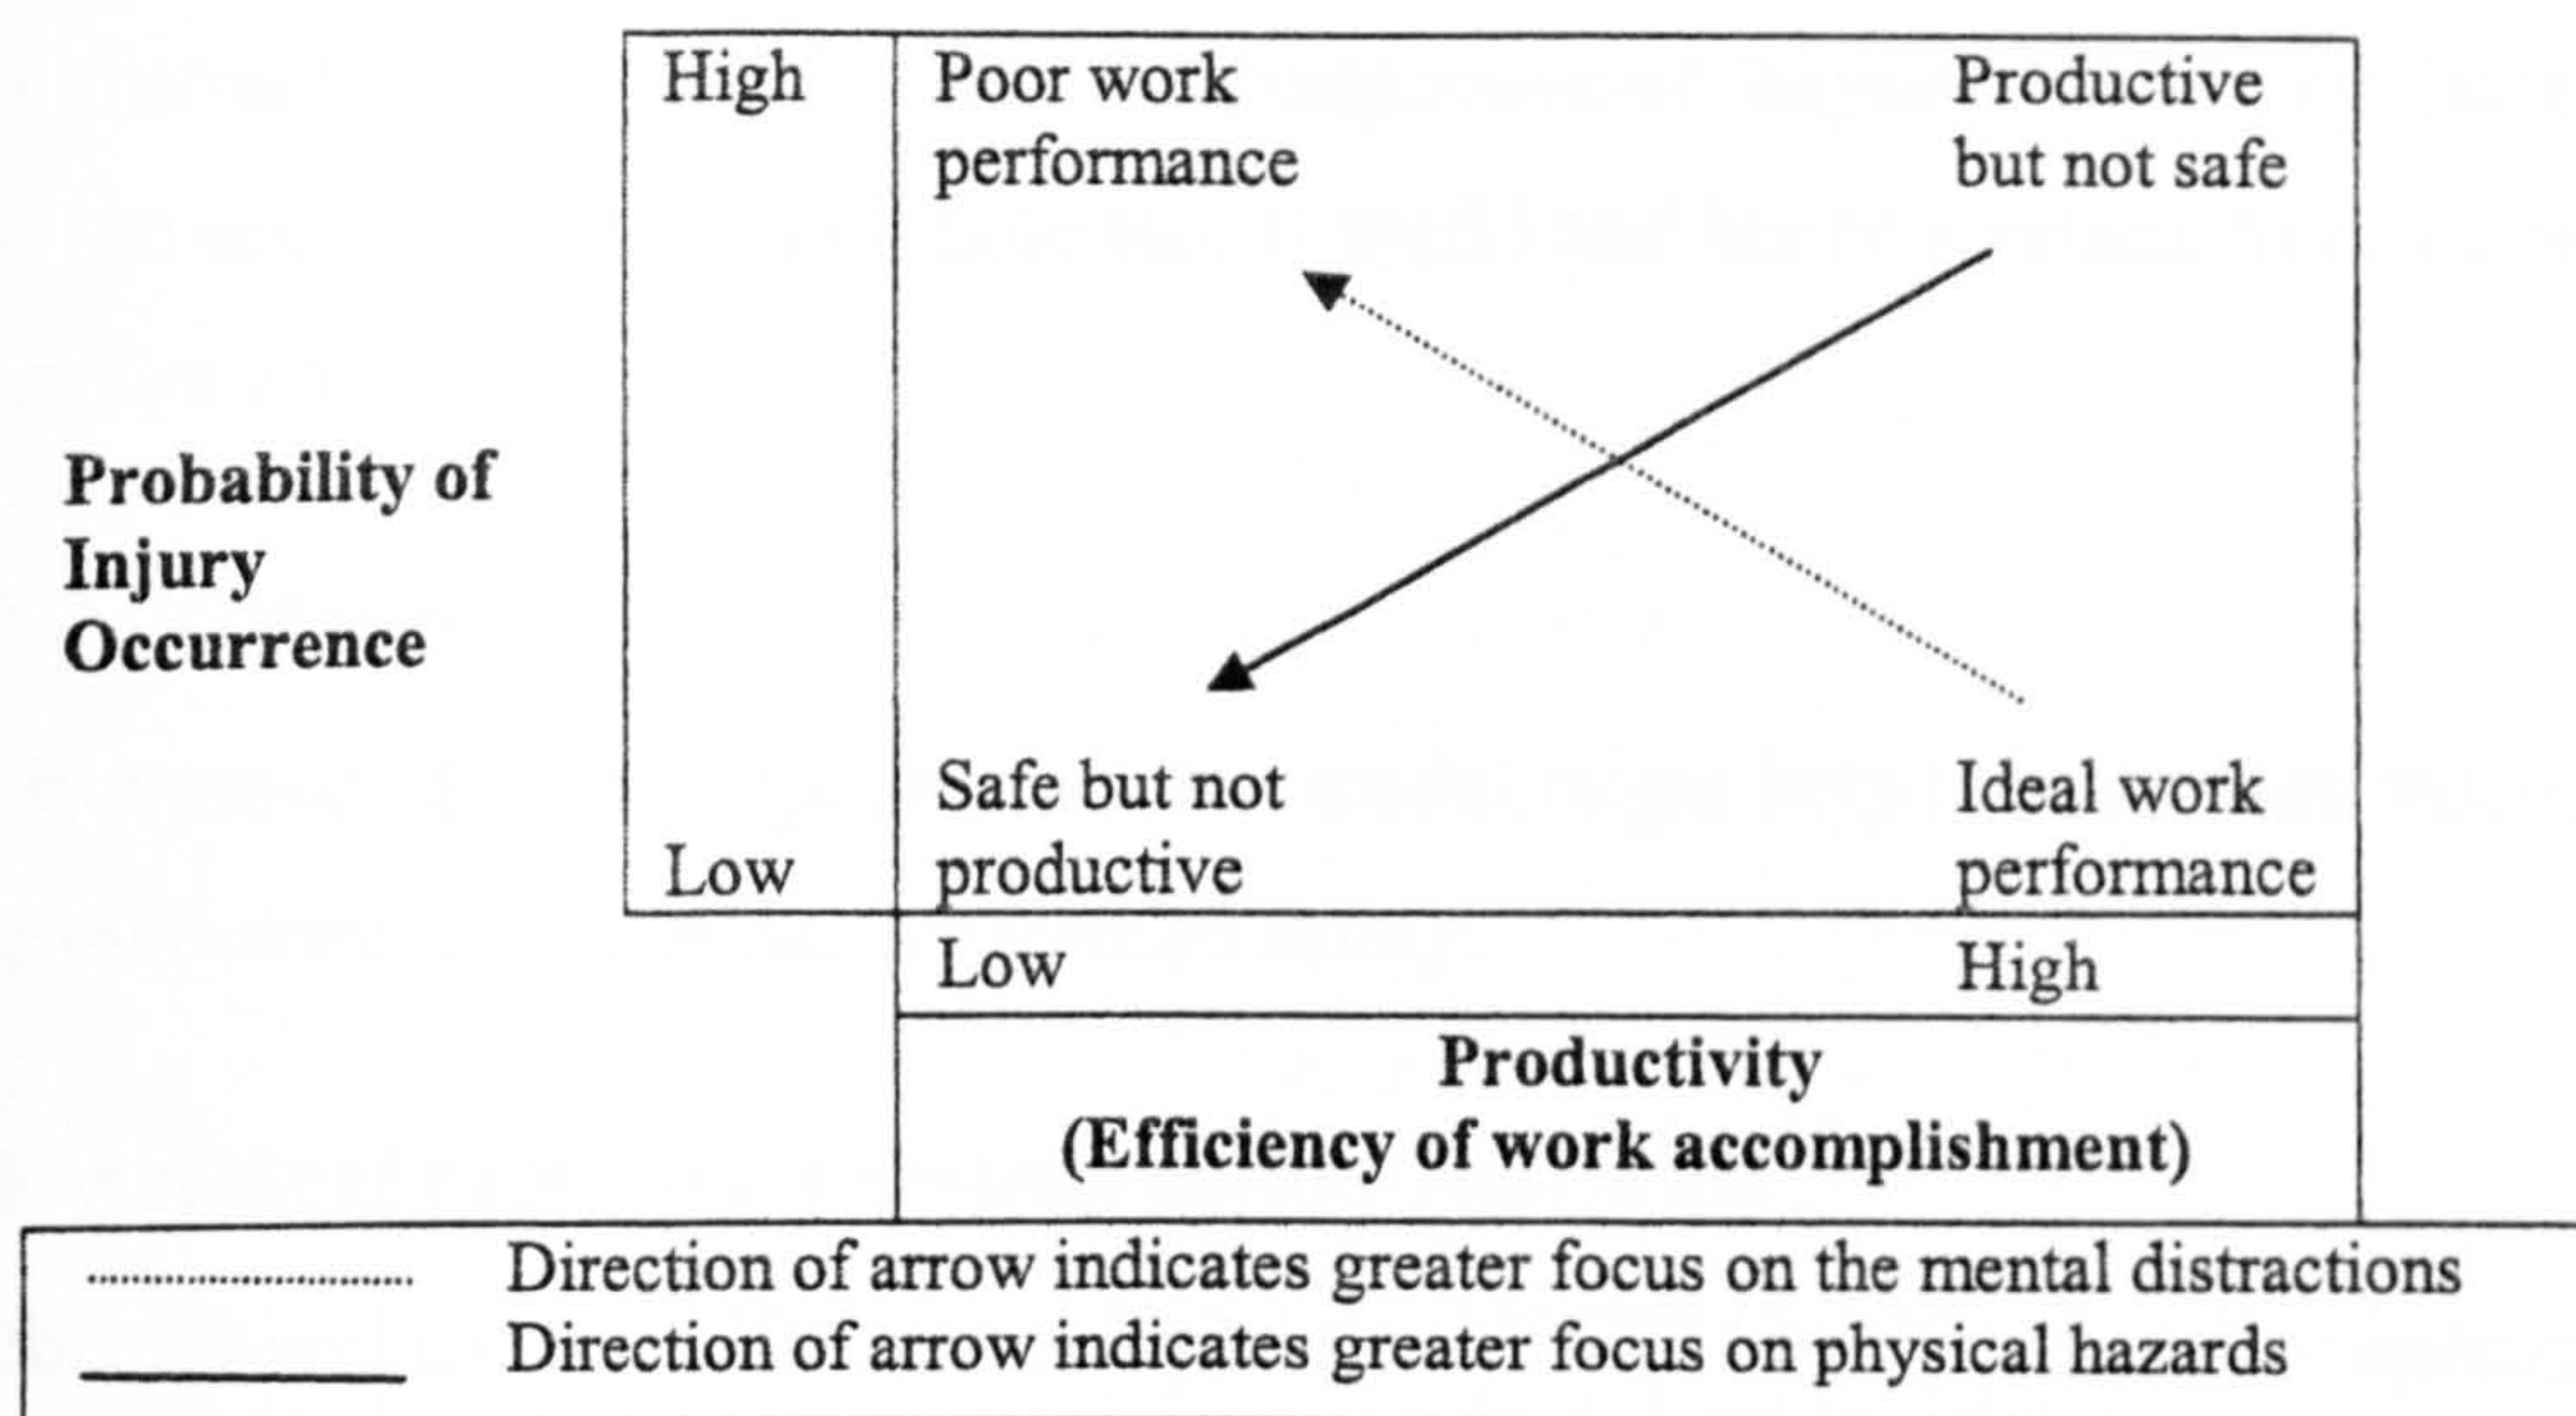 High
Poor work
performance
Productive
but not safe
Probability of
Injury
Occurrence
Safe but not
productive
Ideal work
performance
Low
Low
High
Productivity
(Efficiency of work accomplishment)
Direction of arrow indicates greater focus on the mental distractions
Direction of arrow indicates greater focus on physical hazards